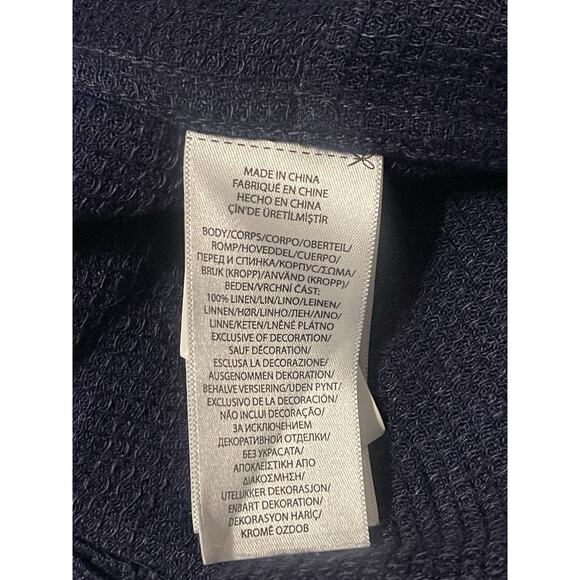 MADE IN CHINA
FABRIQUÉ EN CHINE
HECHO EN CHINA
ÇİN'DE ÜRETİLMİŞTİR
BODY/CORPS/CORPO/OBERTEIL/
ROMP/HOVEDDEL/CUERPO/
ПЕРЕД И СПИНКА/КОРПУС/ΣΩΜΑ/
BRUK (KROPP)/ANVÄND (KROPP)/
BEDEN/VRCHNÍ ČÁST:
100% LINEN/LIN/LINO/LEINEN/
LINNEN/HØR/LINHO/ЛЕН/ΛΙΝΟ/
LINNE/KETEN/LNĚNÉ PLÁTNO
EXCLUSIVE OF DECORATION/
SAUF DÉCORATION/
ESCLUSA LA DECORAZIONE/
AUSGENOMMEN DEKORATION/
BEHALVE VERSIERING/UDEN PYNT/
EXCLUSIVO DE LA DECORACIÓN/
NÃO INCLUI DECORAÇÃO/
ЗА ИСКЛЮЧЕНИЕМ
ДЕКОРАТИВНОЙ ОТДЕЛКИ/
БЕЗ УКРАСАТА/
ΑΠΟΚΛΕΙΣΤΙΚΗ ΑΠΟ
ΔΙΑΚΟΣΜΗΣΗ/
UTELUKKER DEKORASJON/
ENBART DEKORATION/
DEKORASYON HARİÇ/
KROMĚ OZDOB